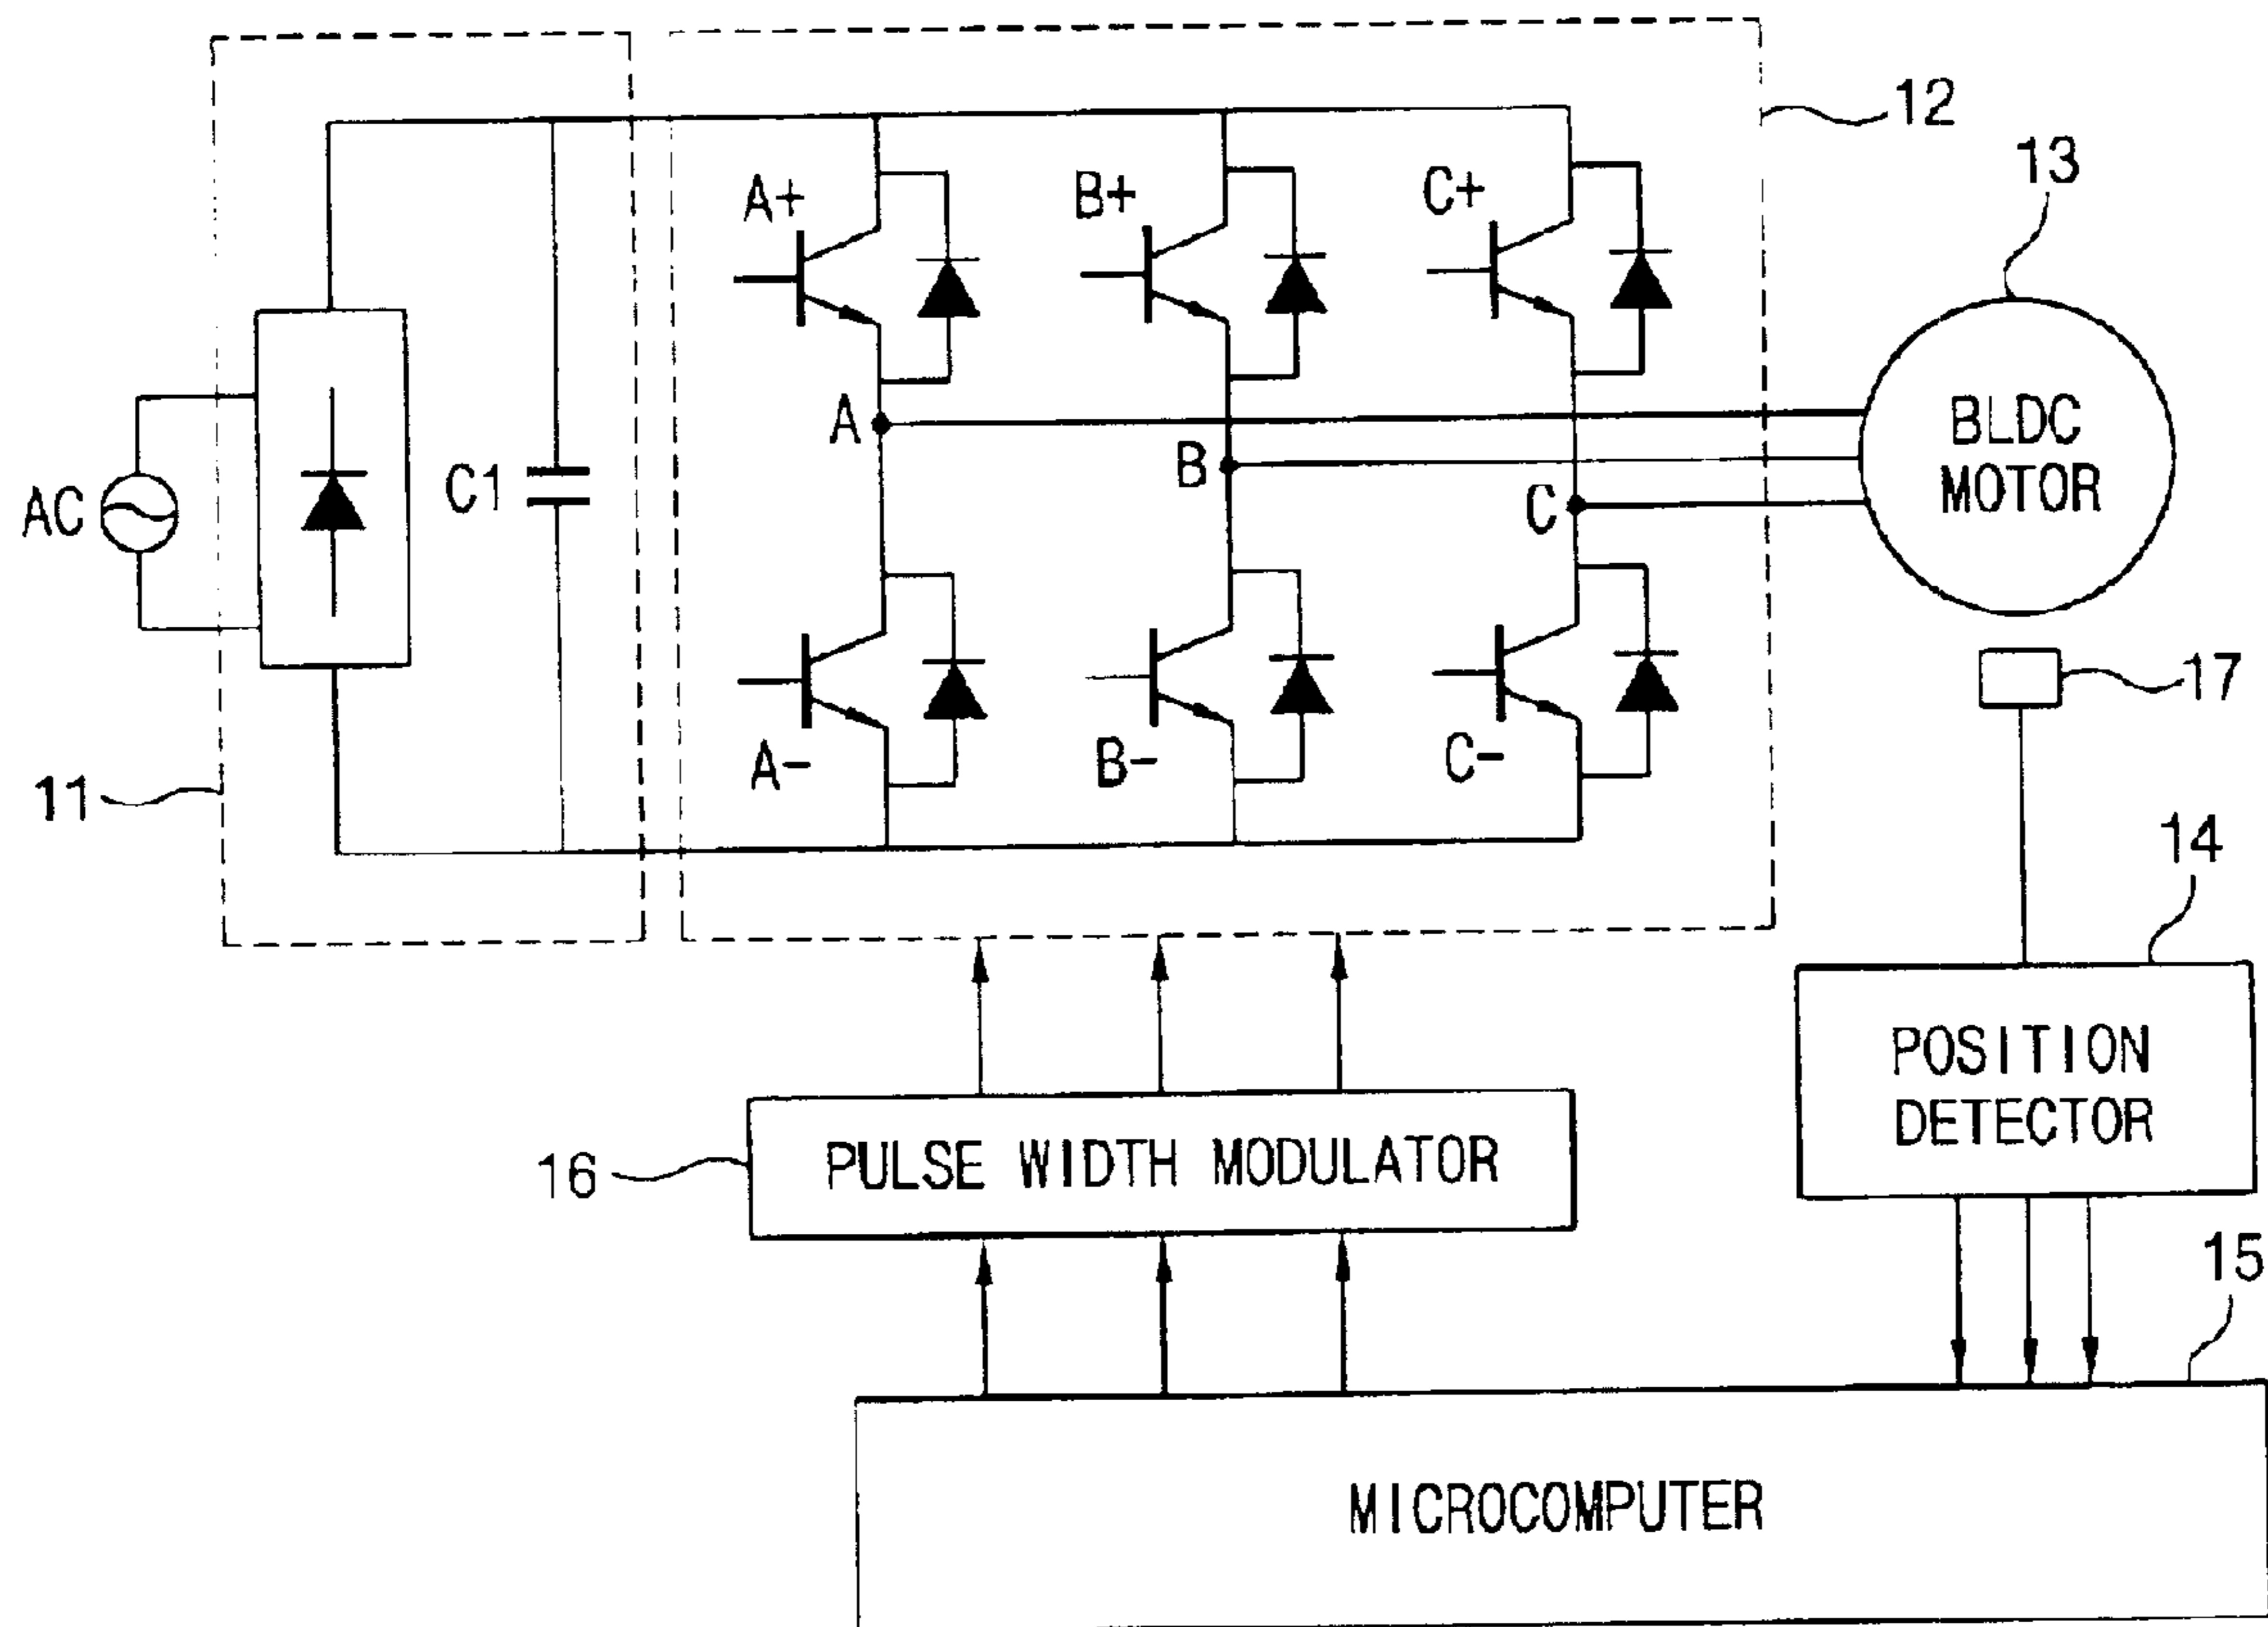 12
13
A+
B+
C+
A
B
C
BLDC
MOTOR
AC
C1
17
A-
B-
C-
11
14
POSITION
DETECTOR
16
PULSE WIDTH MODULATOR
15
MICROCOMPUTER